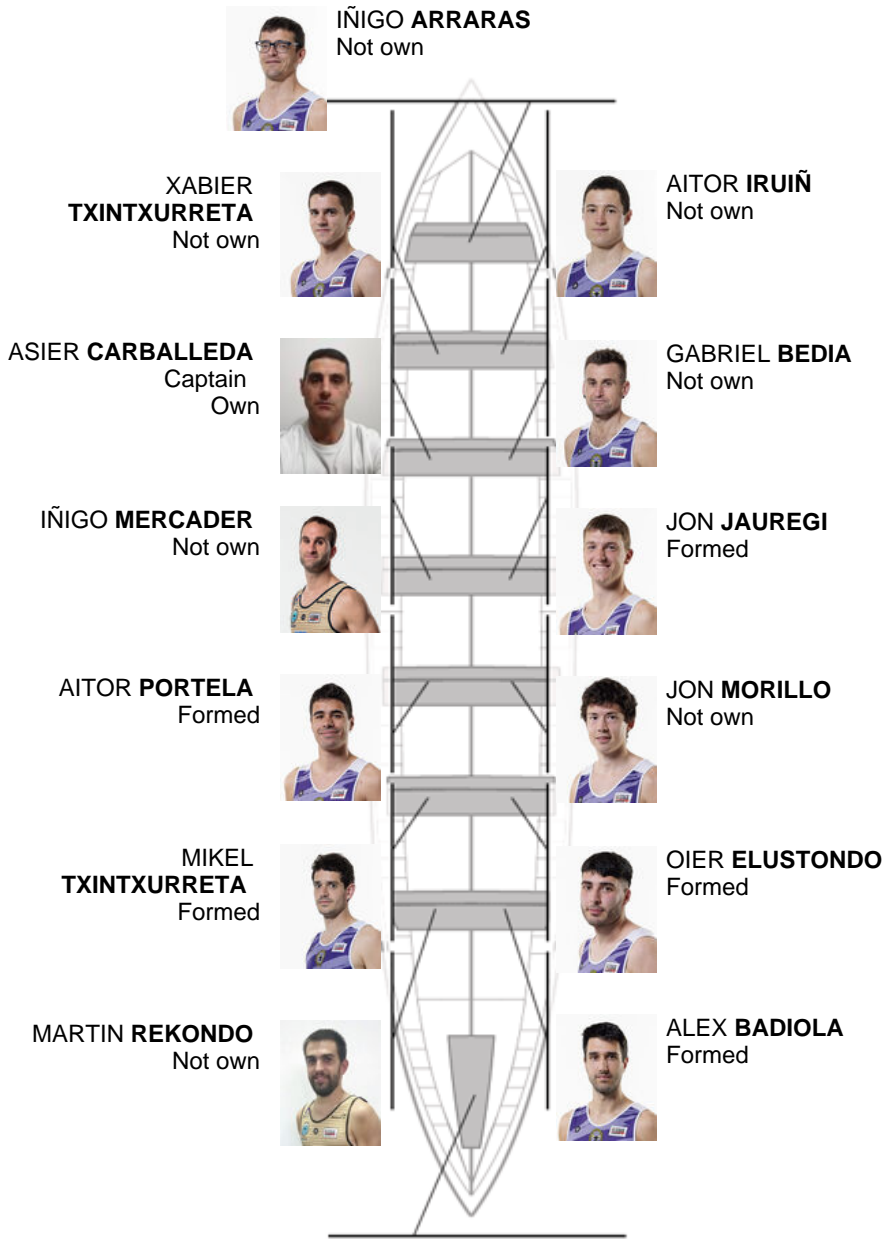 IÑIGO ARRARAS
Not own
XABIER
TXINTXURRETA
Not own
AITOR IRUIÑ
Not own
ASIER CARBALLEDA
Captain
Own
GABRIEL BEDIA
Not own
IÑIGO MERCADER
Not own
JON JAUREGI
Formed
AITOR PORTELA
Formed
JON MORILLO
Not own
MIKEL
TXINTXURRETA
Formed
OIER ELUSTONDO
Formed
MARTIN REKONDO
Not own
ALEX BADIOLA
Formed